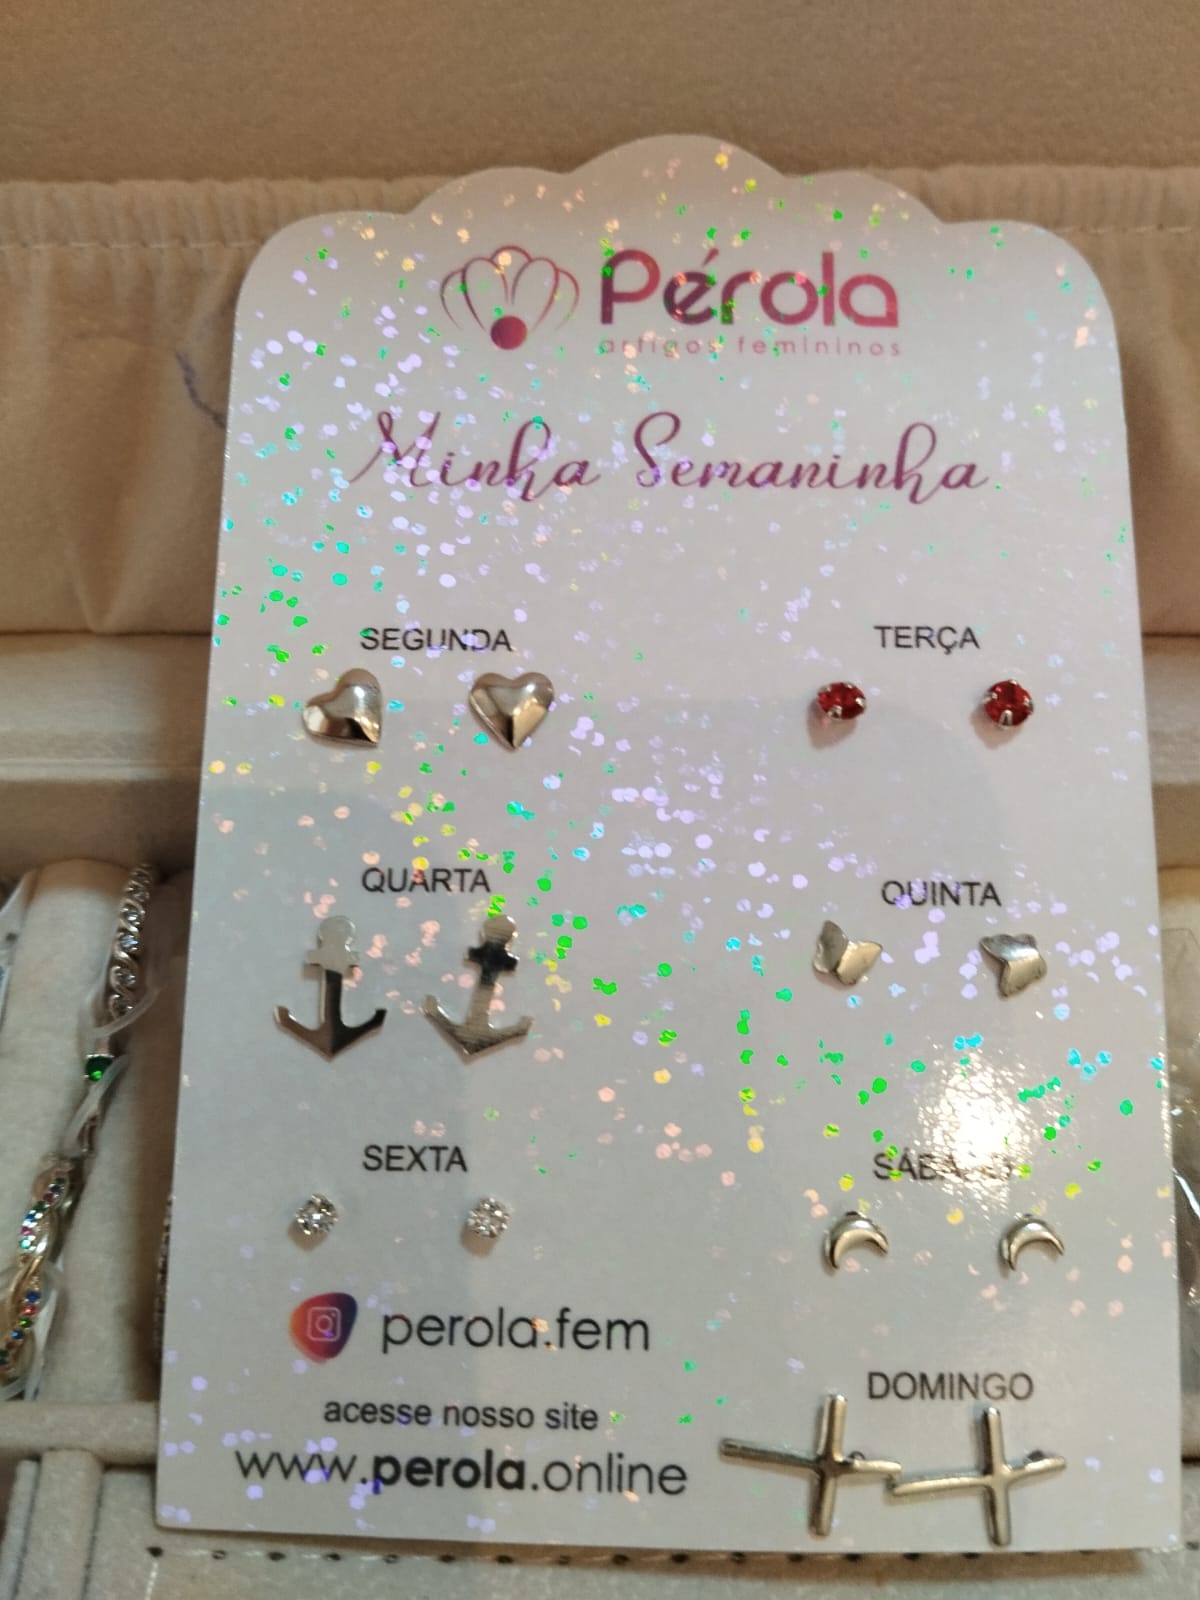 Pérola
artigos femininos
Minha Semaninha
SEGUNDA
TERÇA
QUARTA
QUINTA
SEXTA
SÁBADO
perola.fem
acesse nosso site
www.perola.online
DOMINGO